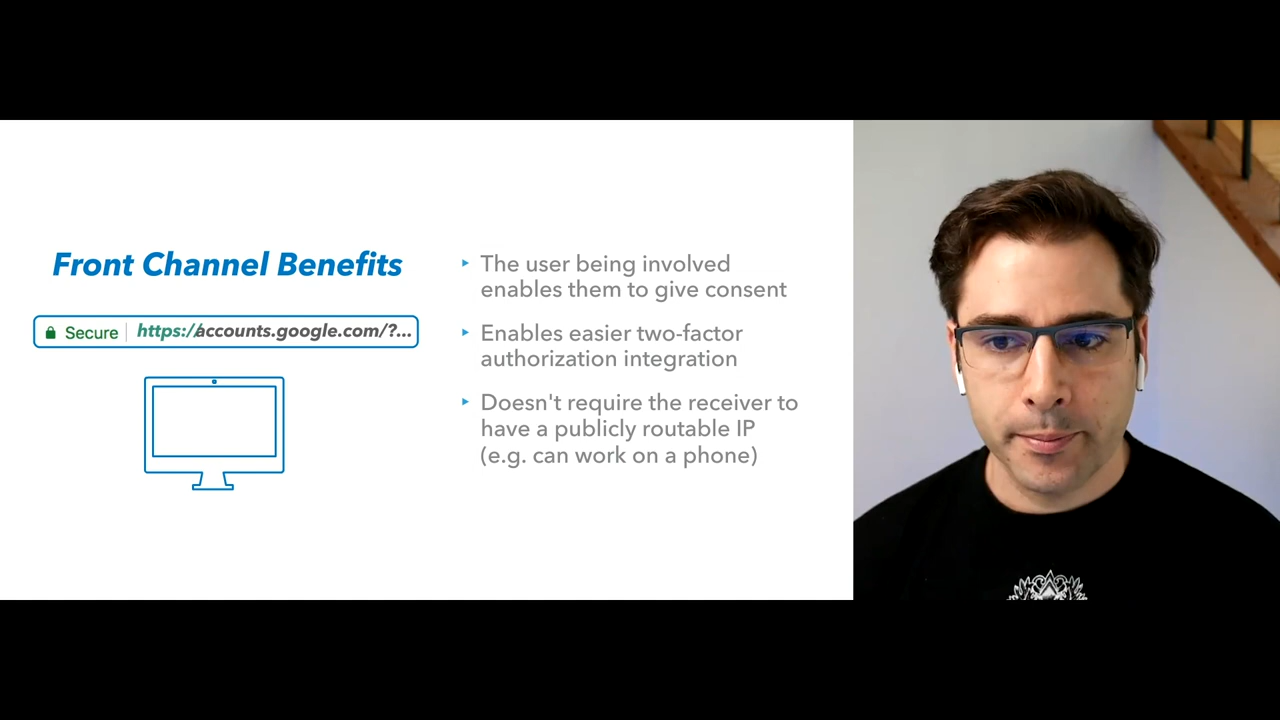 Front Channel Benefits
Secure
https://accounts.google.com/?...
The user being involved
enables them to give consent
Enables easier two-factor
authorization integration
Doesn't require the receiver to
have a publicly routable IP
(e.g. can work on a phone)